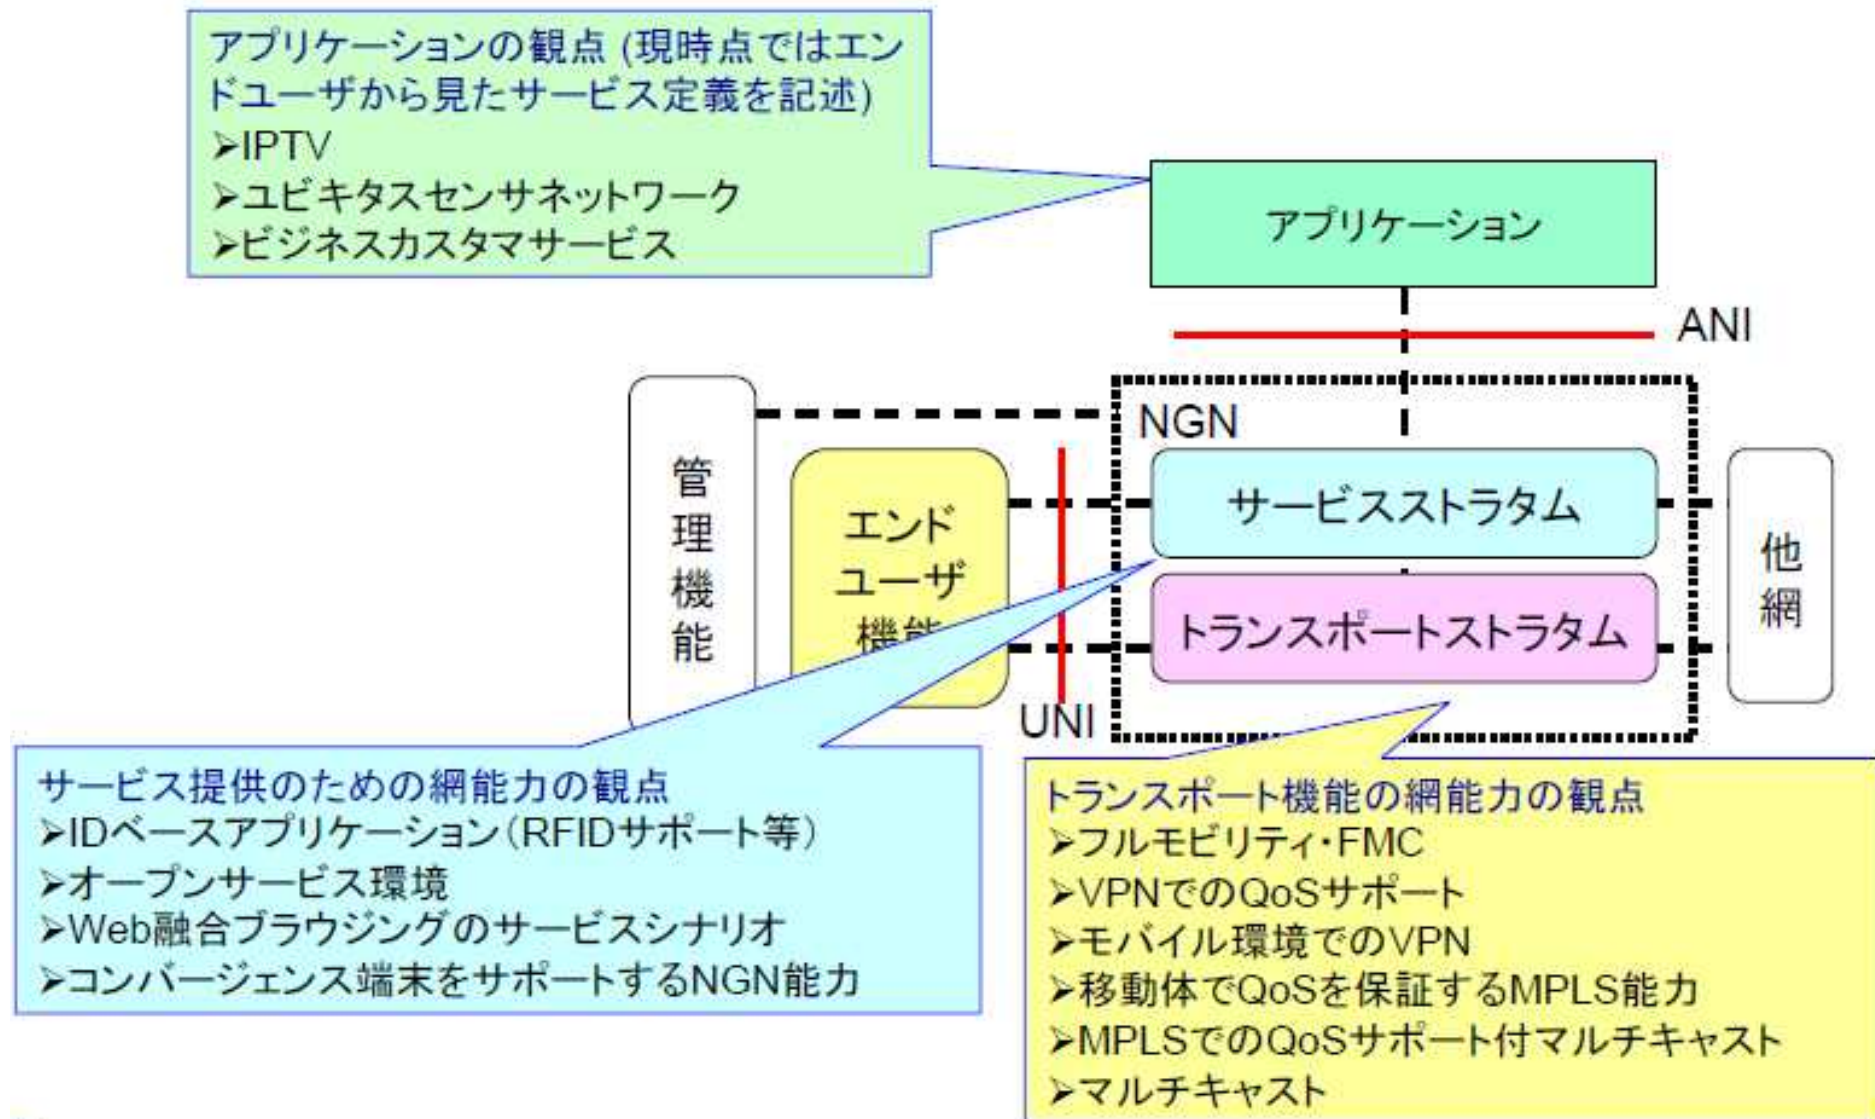 アプリケーションの観点 (現時点ではエン
ドユーザから見たサービス定義を記述)
➢IPTV
➢ユビキタスセンサネットワーク
➢ビジネスカスタマサービス
アプリケーション
ANI
NGN
管理機能
エンド
ユーザ
機能
サービスストラタム
トランスポートストラタム
他網
UNI
サービス提供のための網能力の観点
➢IDベースアプリケーション(RFIDサポート等)
➢オープンサービス環境
➢Web融合ブラウジングのサービスシナリオ
➢コンバージェンス端末をサポートするNGN能力
トランスポート機能の網能力の観点
➢フルモビリティ・FMC
➢VPNでのQoSサポート
➢モバイル環境でのVPN
➢移動体でQoSを保証するMPLS能力
➢MPLSでのQoSサポート付マルチキャスト
➢マルチキャスト